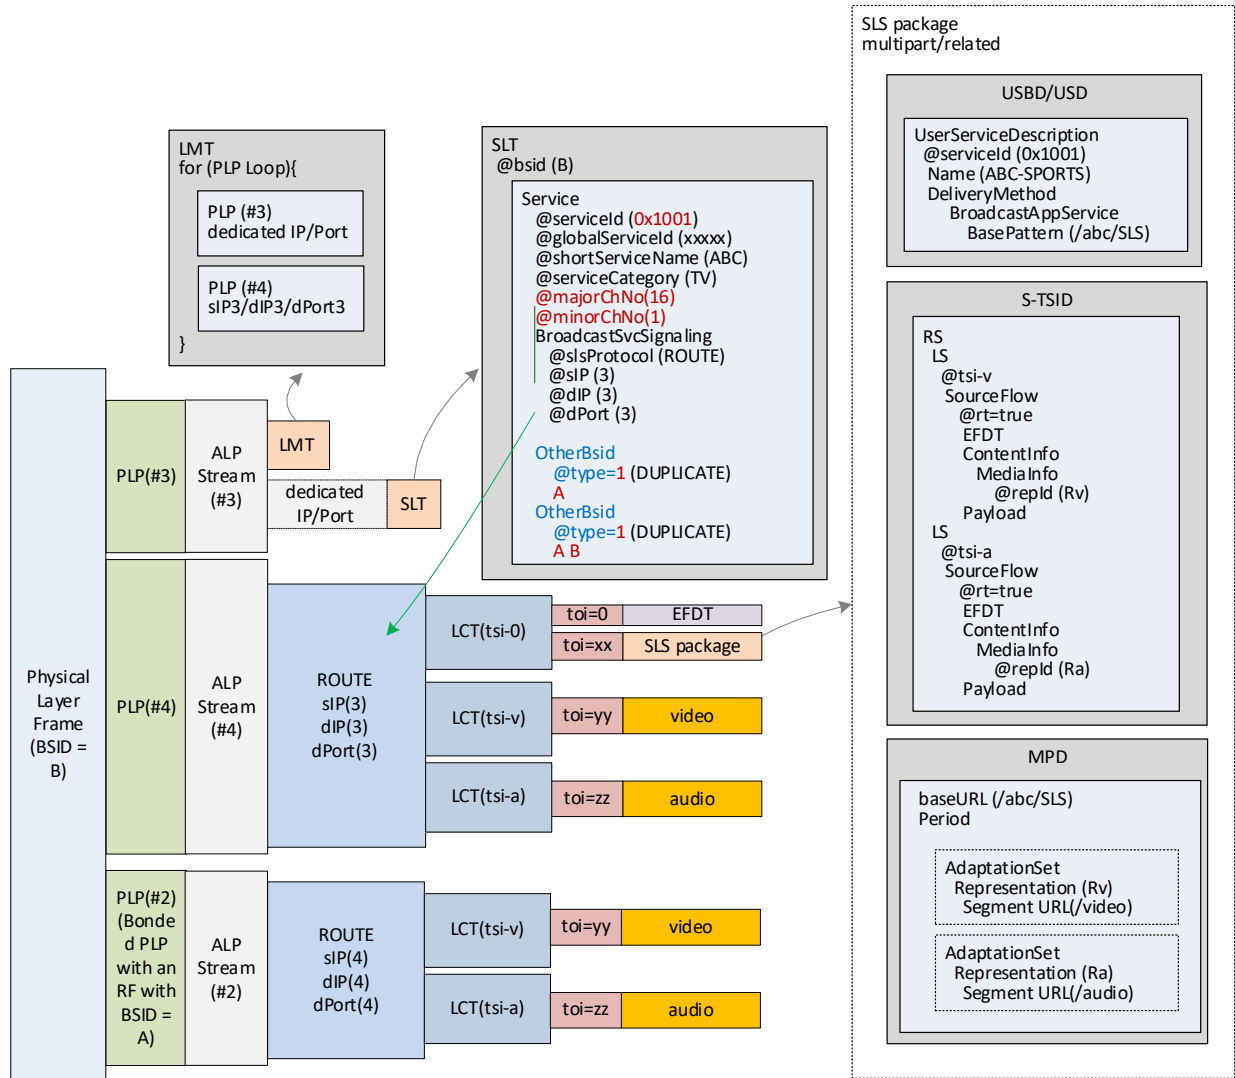 SLS package
multipart/related
USBD/USD
UserServiceDescription
@serviceId (0x1001)
Name (ABC-SPORTS)
DeliveryMethod
BroadcastAppService
BasePattern (/abc/SLS)
S-TSID
RS
LS
@tsi-v
SourceFlow
@rt=true
EFDT
ContentInfo
MediaInfo
@repId (Rv)
Payload
LS
@tsi-a
SourceFlow
@rt=true
EFDT
ContentInfo
MediaInfo
@repId (Ra)
Payload
MPD
baseURL (/abc/SLS)
Period
AdaptationSet
Representation (Rv)
Segment URL(/video)
AdaptationSet
Representation (Ra)
Segment URL(/audio)
LMT
for (PLP Loop){
PLP (#3)
dedicated IP/Port
PLP (#4)
sIP3/dIP3/dPort3
}
SLT
@bsid (B)
Service
@serviceId (0x1001)
@globalServiceId (xxxxx)
@shortServiceName (ABC)
@serviceCategory (TV)
@majorChNo(16)
@minorChNo(1)
BroadcastSvcSignaling
@slsProtocol (ROUTE)
@sIP (3)
@dIP (3)
@dPort (3)
OtherBsid
@type=1 (DUPLICATE)
A
OtherBsid
@type=1 (DUPLICATE)
A B
Physical
Layer
Frame
(BSID =
B)
PLP(#3)
ALP
Stream
(#3)
LMT
dedicated
IP/Port
SLT
PLP(#4)
ALP
Stream
(#4)
ROUTE
sIP(3)
dIP(3)
dPort(3)
LCT(tsi-0)
toi=0
EFDT
toi=xx
SLS package
LCT(tsi-v)
toi=yy
video
LCT(tsi-a)
toi=zz
audio
PLP(#2)
(Bonde
d PLP
with an
RF with
BSID =
A)
ALP
Stream
(#2)
ROUTE
sIP(4)
dIP(4)
dPort(4)
LCT(tsi-v)
toi=yy
video
LCT(tsi-a)
toi=zz
audio